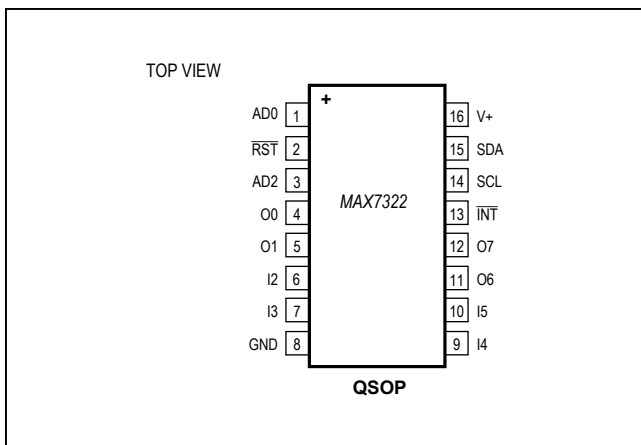 TOP VIEW
+
AD0 1
RST 2
AD2 3
O0 4
O1 5
I2 6
I3 7
GND 8
MAX7322
16 V+
15 SDA
14 SCL
13 INT
12 O7
11 O6
10 I5
9 I4
QSOP